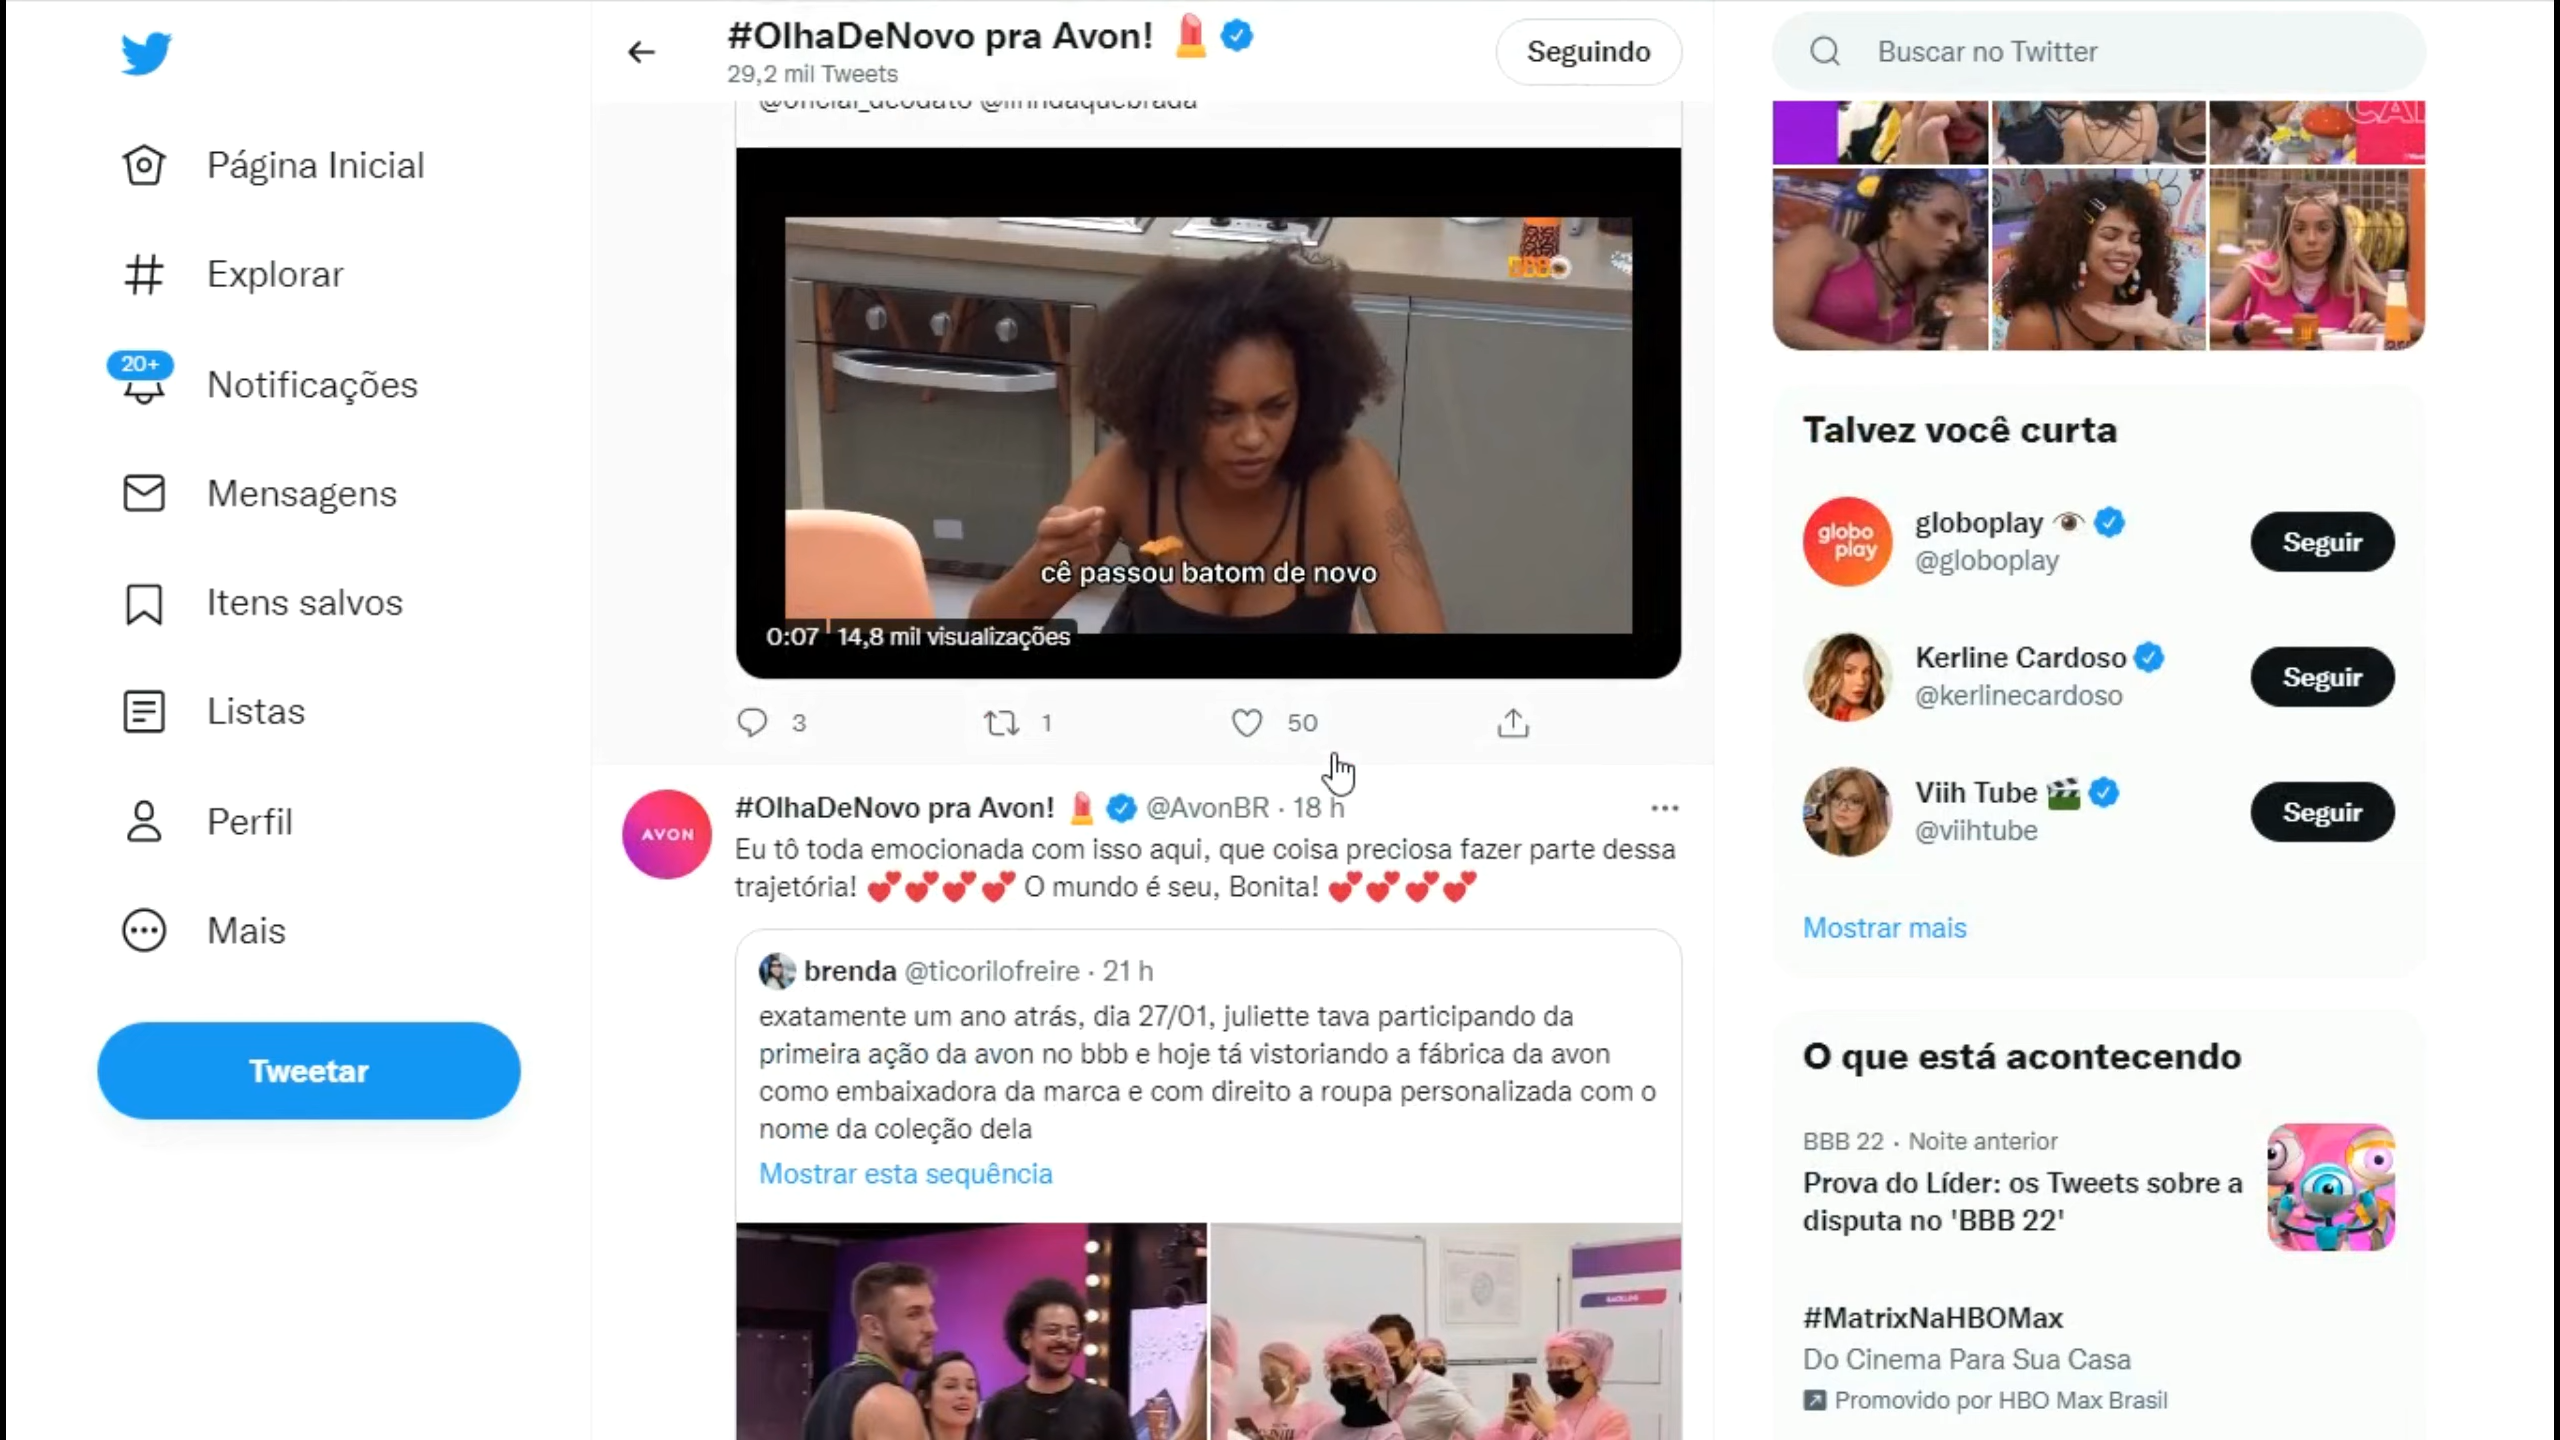 #OlhaDeNovo pra Avon!
29,2 mil Tweets
Seguindo
Buscar no Twitter
Página Inicial
Explorar
20+
Notificações
Mensagens
Itens salvos
Listas
Perfil
Mais
Tweetar
@oficial_deodato @linndaquebrada
cê passou batom de novo
0:07 14,8 mil visualizações
3 1 50
AVON
#OlhaDeNovo pra Avon! @AvonBR · 18 h
Eu tô toda emocionada com isso aqui, que coisa preciosa fazer parte dessa
trajetória! 💕💕💕💕 O mundo é seu, Bonita! 💕💕💕💕
brenda @ticorilofreire · 21 h
exatamente um ano atrás, dia 27/01, juliette tava participando da
primeira ação da avon no bbb e hoje tá vistoriando a fábrica da avon
como embaixadora da marca e com direito a roupa personalizada com o
nome da coleção dela
Mostrar esta sequência
Talvez você curta
globo
play
globoplay
@globoplay
Seguir
Kerline Cardoso
@kerlinecardoso
Seguir
Viih Tube
@viihtube
Seguir
Mostrar mais
O que está acontecendo
BBB 22 · Noite anterior
Prova do Líder: os Tweets sobre a
disputa no 'BBB 22'
#MatrixNaHBOMax
Do Cinema Para Sua Casa
Promovido por HBO Max Brasil